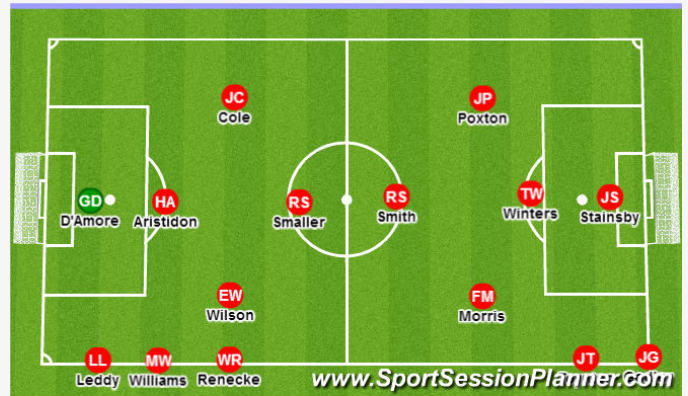 JC
Cole
JP
Poxton
GD
D'Amore
HA
Aristidon
RS
Smaller
RS
Smith
TW
Winters
JS
Stainsby
EW
Wilson
FM
Morris
LL
Leddy
MW
Williams
WR
Renecke
JT
JG
www.SportSessionPlanner.com